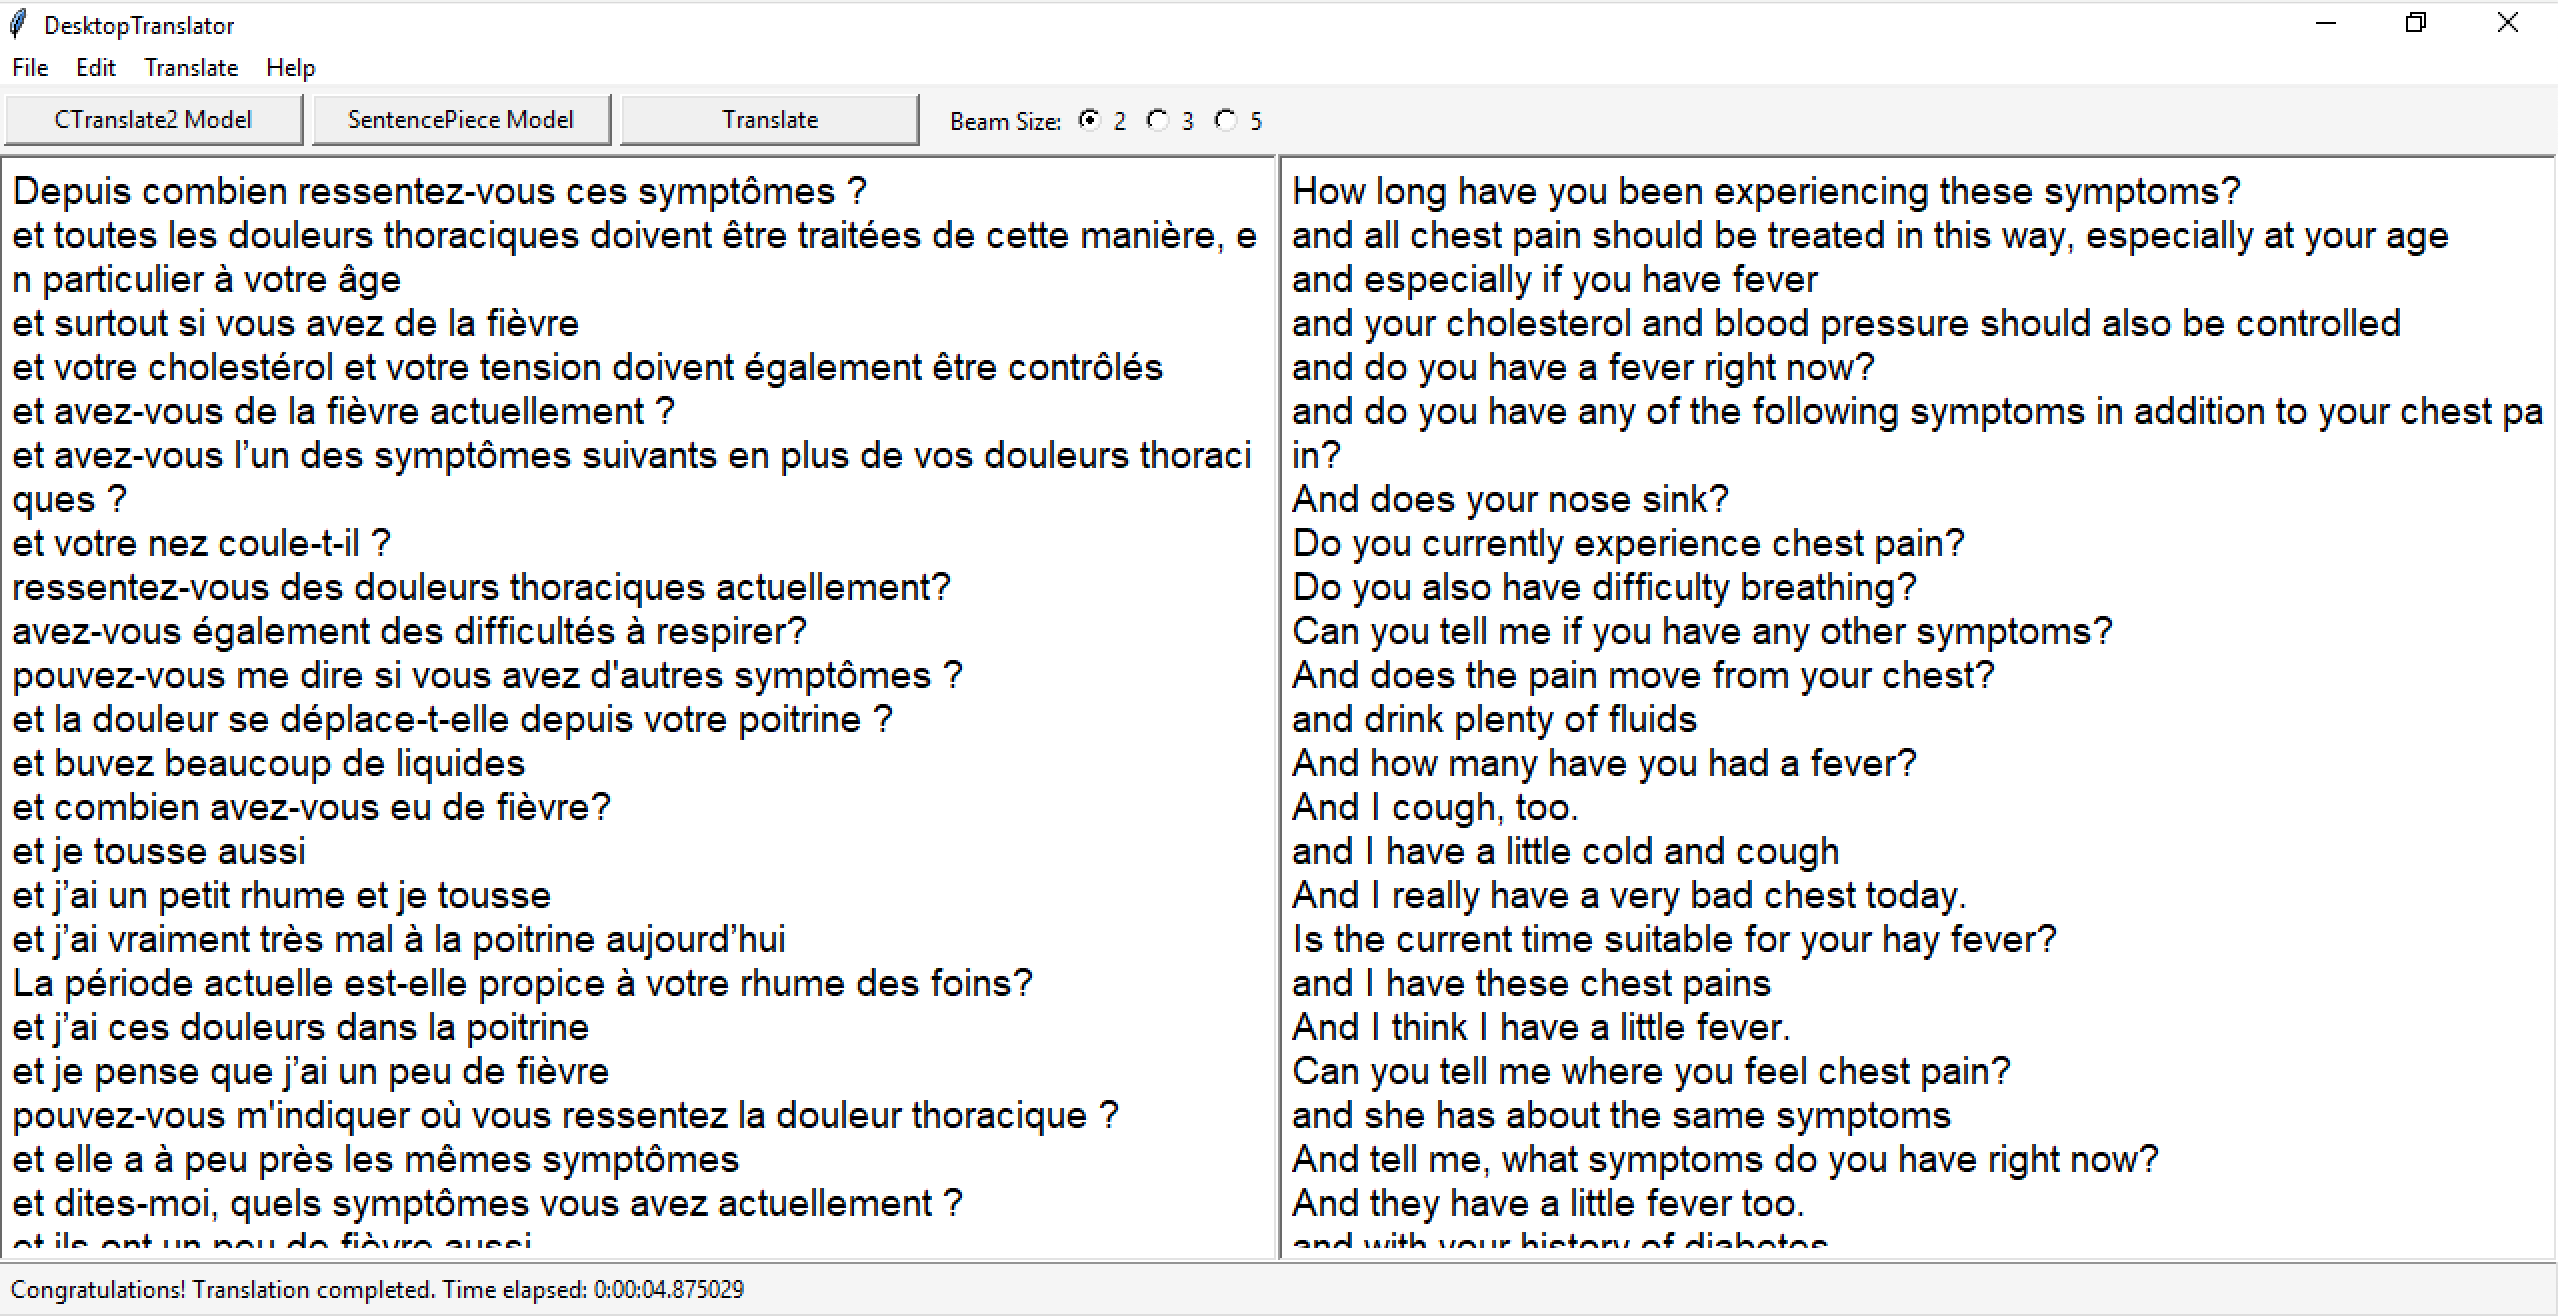 DesktopTranslator
File Edit Translate Help
CTranslate2 Model SentencePiece Model Translate Beam Size: 2 3 5
Depuis combien ressentez-vous ces symptômes ?
et toutes les douleurs thoraciques doivent être traitées de cette manière, e
n particulier à votre âge
et surtout si vous avez de la fièvre
et votre cholestérol et votre tension doivent également être contrôlés
et avez-vous de la fièvre actuellement ?
et avez-vous l’un des symptômes suivants en plus de vos douleurs thoraci
ques ?
et votre nez coule-t-il ?
ressentez-vous des douleurs thoraciques actuellement?
avez-vous également des difficultés à respirer?
pouvez-vous me dire si vous avez d'autres symptômes ?
et la douleur se déplace-t-elle depuis votre poitrine ?
et buvez beaucoup de liquides
et combien avez-vous eu de fièvre?
et je tousse aussi
et j’ai un petit rhume et je tousse
et j’ai vraiment très mal à la poitrine aujourd’hui
La période actuelle est-elle propice à votre rhume des foins?
et j’ai ces douleurs dans la poitrine
et je pense que j’ai un peu de fièvre
pouvez-vous m'indiquer où vous ressentez la douleur thoracique ?
et elle a à peu près les mêmes symptômes
et dites-moi, quels symptômes vous avez actuellement ?
et ils ont un peu de fièvre aussi
How long have you been experiencing these symptoms?
and all chest pain should be treated in this way, especially at your age
and especially if you have fever
and your cholesterol and blood pressure should also be controlled
and do you have a fever right now?
and do you have any of the following symptoms in addition to your chest pa
in?
And does your nose sink?
Do you currently experience chest pain?
Do you also have difficulty breathing?
Can you tell me if you have any other symptoms?
And does the pain move from your chest?
and drink plenty of fluids
And how many have you had a fever?
And I cough, too.
and I have a little cold and cough
And I really have a very bad chest today.
Is the current time suitable for your hay fever?
and I have these chest pains
And I think I have a little fever.
Can you tell me where you feel chest pain?
and she has about the same symptoms
And tell me, what symptoms do you have right now?
And they have a little fever too.
and with your history of diabetes
Congratulations! Translation completed. Time elapsed: 0:00:04.875029